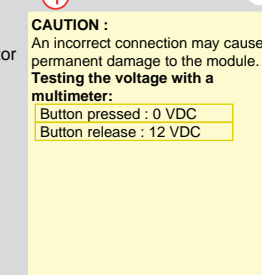 CAUTION :
An incorrect connection may cause
permanent damage to the module.
Testing the voltage with a
multimeter:
Button pressed : 0 VDC
Button release : 12 VDC